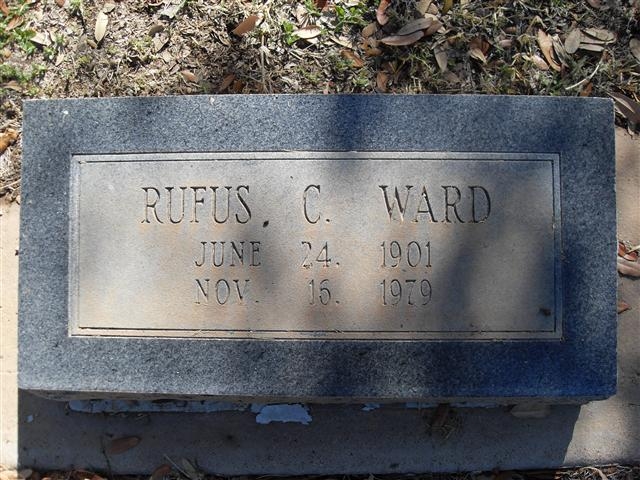 RUFUS C. WARD
JUNE 24. 1901
NOV. 16. 1979